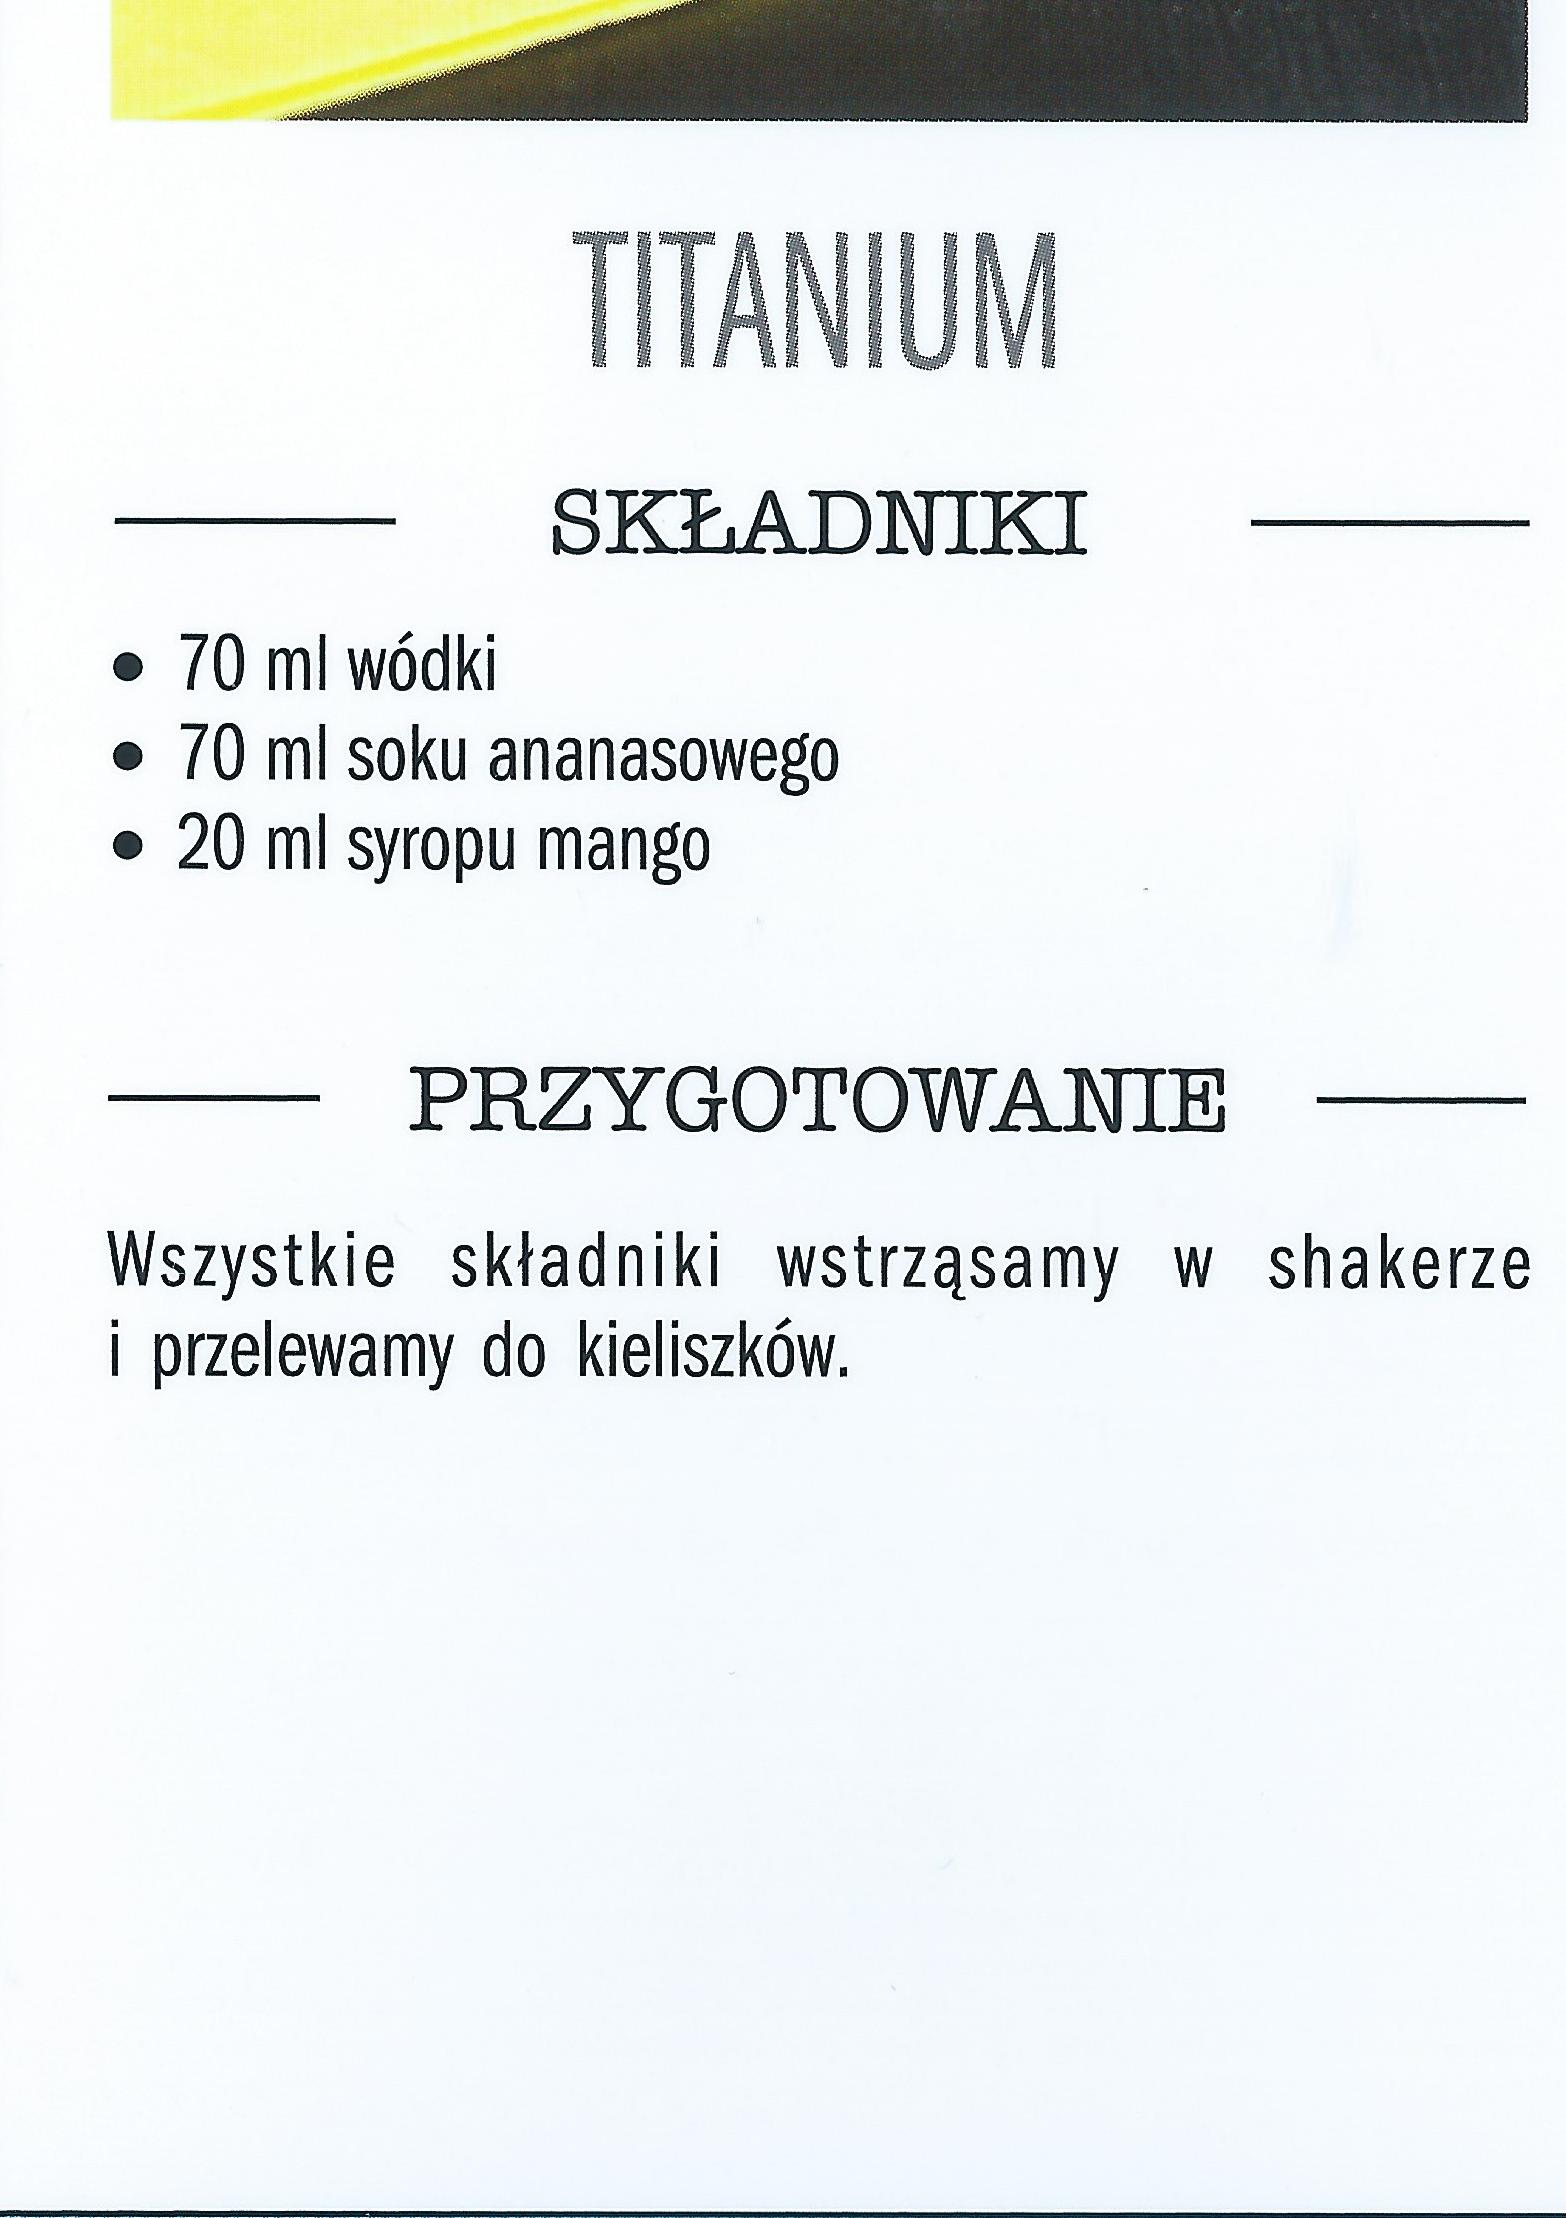 TITANIUM
SKŁADNIKI
• 70 ml wódki
• 70 ml soku ananasowego
• 20 ml syropu mango
PRZYGOTOWANIE
Wszystkie składniki wstrząsamy w shakerze
i przelewamy do kieliszków.